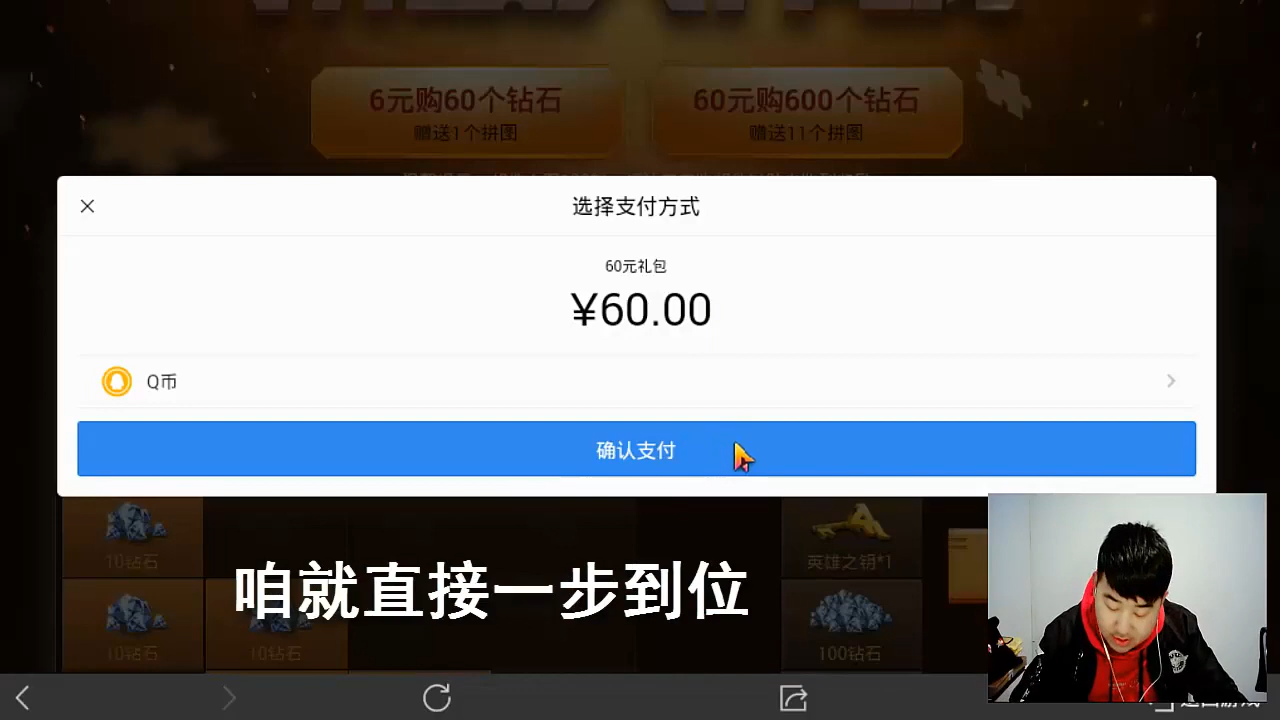 6元购60个钻石
赠送1个拼图
60元购600个钻石
赠送11个拼图
选择支付方式
60元礼包
¥60.00
Q币
确认支付
10钻石
英雄之钥*1
咱就直接一步到位
10钻石
10钻石
100钻石